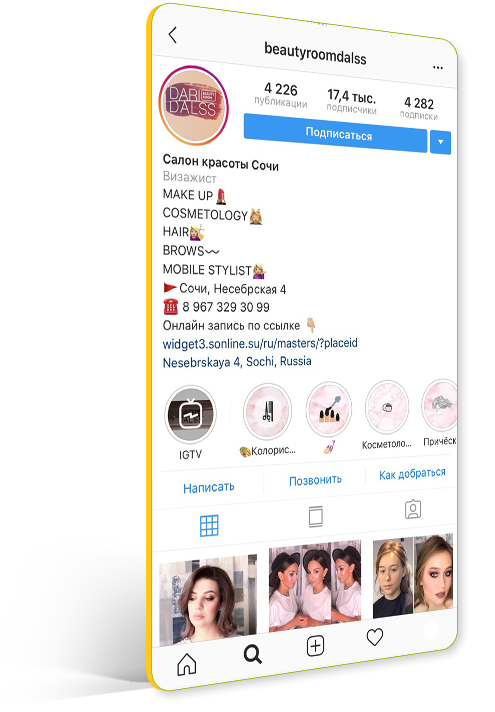 beautyroomdalss
...
DARI
DALSS
4 226
17,4 тыс.
4 282
публикации
подписчики
подписки
Подписаться
Салон красоты Сочи
Визажист
MAKE UP💄
COSMETOLOGY💆🏼
HAIR💇🏼‍♀️
BROWS〰️
MOBILE STYLIST💁🏼‍♀️
🚩Сочи, Несебрская 4
☎️ 8 967 329 30 99
Онлайн запись по ссылке 👇🏼
widget3.sonline.su/ru/masters/?placeid
Nesebrskaya 4, Sochi, Russia
IGTV
🎨Колорис...
💅🏻
Косметоло...
Причёск
Написать
Позвонить
Как добраться